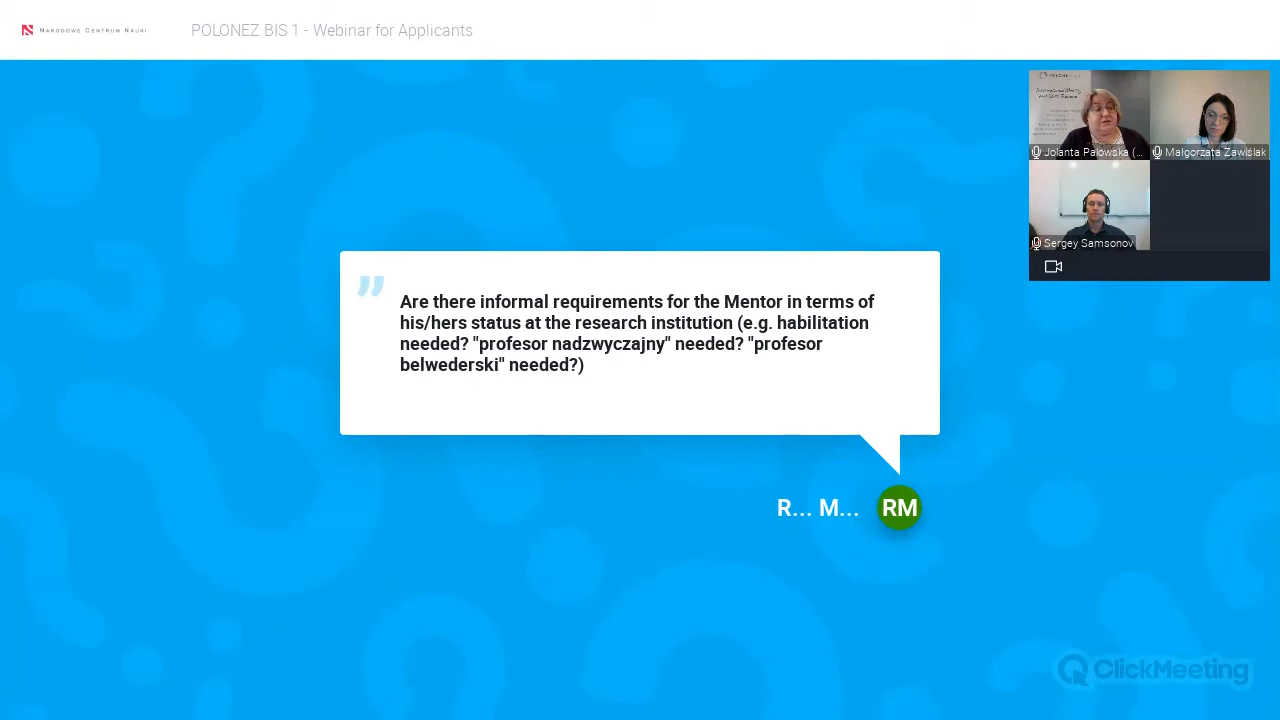 NARODOWE CENTRUM NAUKI
POLONEZ BIS 1 - Webinar for Applicants
Jolanta Palowska (...
Małgorzata Zawiślak
Sergey Samsonov
Are there informal requirements for the Mentor in terms of
his/hers status at the research institution (e.g. habilitation
needed? "profesor nadzwyczajny" needed? "profesor
belwederski" needed?)
R... M...
RM
ClickMeeting